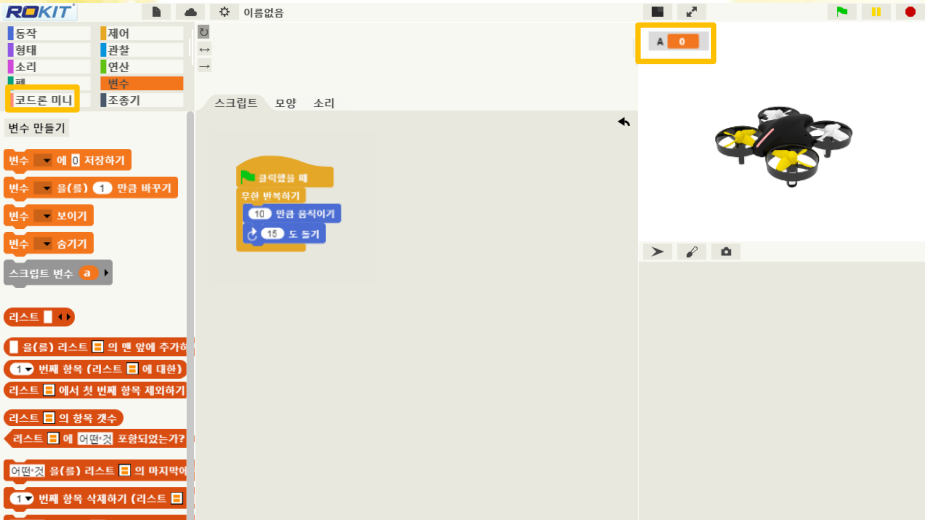 ROKIT
이름없음
동작 제어
형태 관찰
소리 연산
펜 변수
코드론 미니 조종기
변수 만들기
변수 에 0 저장하기
변수 을(를) 1 만큼 바꾸기
변수 보이기
변수 숨기기
스크립트 변수 a
리스트
을(를) 리스트 의 맨 앞에 추가하
1 번째 항목 (리스트 에 대한)
리스트 에서 첫 번째 항목 제외하기
리스트 의 항목 갯수
리스트 에 어떤·것 포함되었는가?
어떤·것 을(를) 리스트 의 마지막에
1 번째 항목 삭제하기 (리스트
스크립트 모양 소리
클릭했을 때
무한 반복하기
10 만큼 움직이기
15 도 돌기
A 0